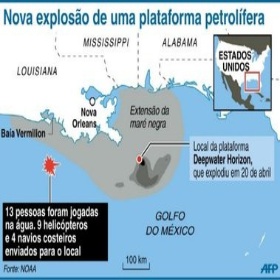 Nova explosão de uma plataforma petrolífera
MISSISSIPPI
ALABAMA
ESTADOS
UNIDOS
LOUISIANA
Nova
Orleans
Extensão da
maré negra
Baía Vermilion
Local da plataforma
Deepwater Horizon,
que explodiu em 20 de abril
13 pessoas foram jogadas
na água. 9 helicópteros
e 4 navios costeiros
enviados para o local
GOLFO
DO MÉXICO
Fonte: NOAA
100 km
AFP